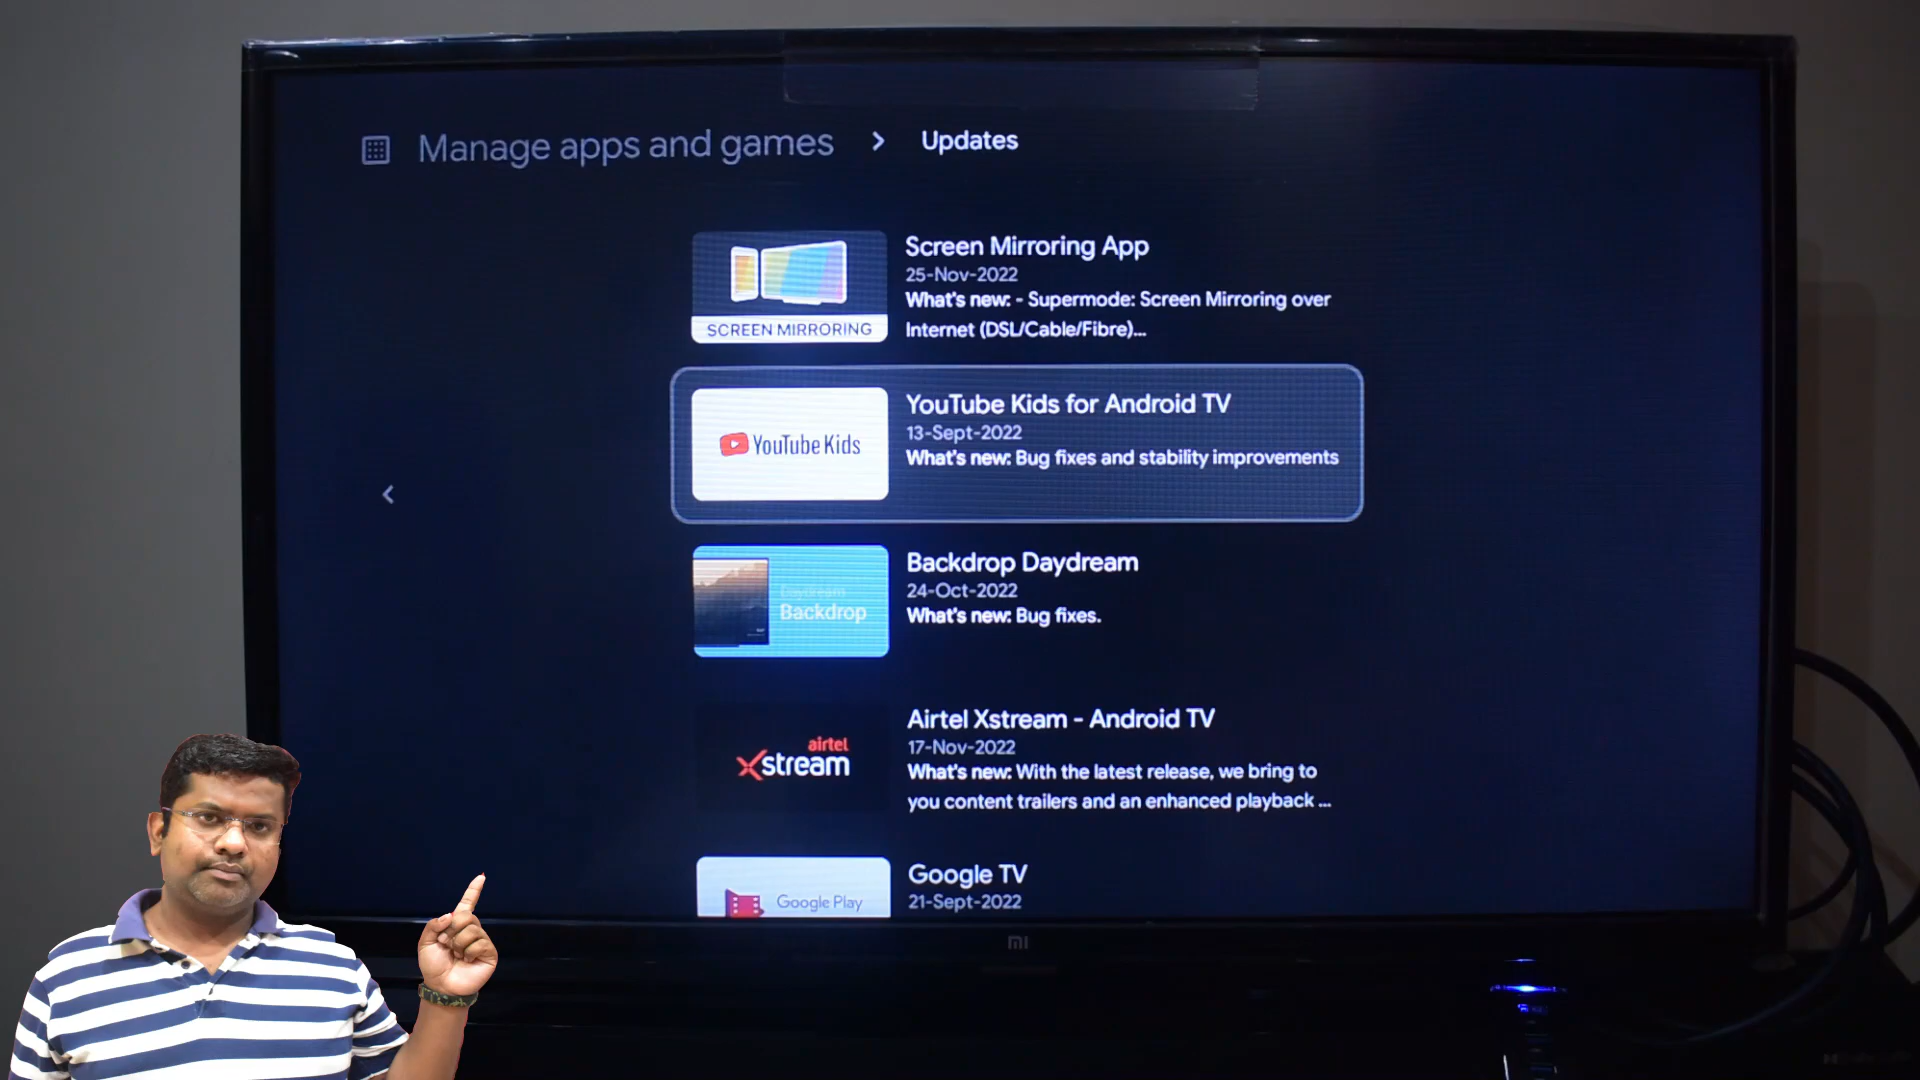 Manage apps and games > Updates
SCREEN MIRRORING
Screen Mirroring App
25-Nov-2022
What's new: - Supermode: Screen Mirroring over
Internet (DSL/Cable/Fibre)...
YouTube Kids
YouTube Kids for Android TV
13-Sept-2022
What's new: Bug fixes and stability improvements
Daydream
Backdrop
Backdrop Daydream
24-Oct-2022
What's new: Bug fixes.
airtel
Xstream
Airtel Xstream - Android TV
17-Nov-2022
What's new: With the latest release, we bring to
you content trailers and an enhanced playback ...
Google Play
Google TV
21-Sept-2022
mi